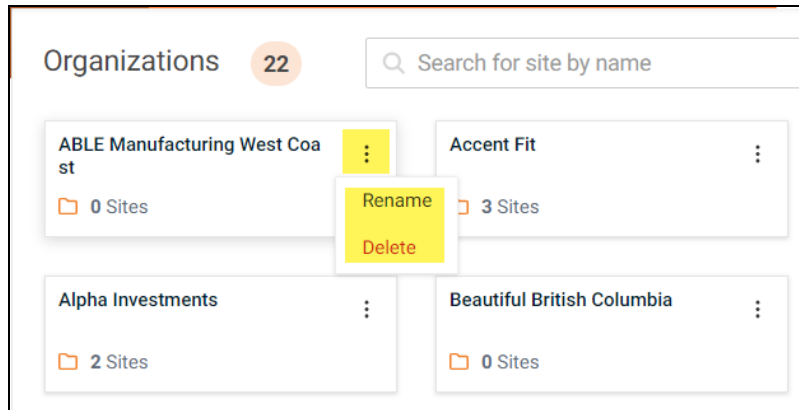 Organizations 22
Search for site by name
ABLE Manufacturing West Coa
st
0 Sites
Rename
Delete
Accent Fit
3 Sites
Alpha Investments
2 Sites
Beautiful British Columbia
0 Sites